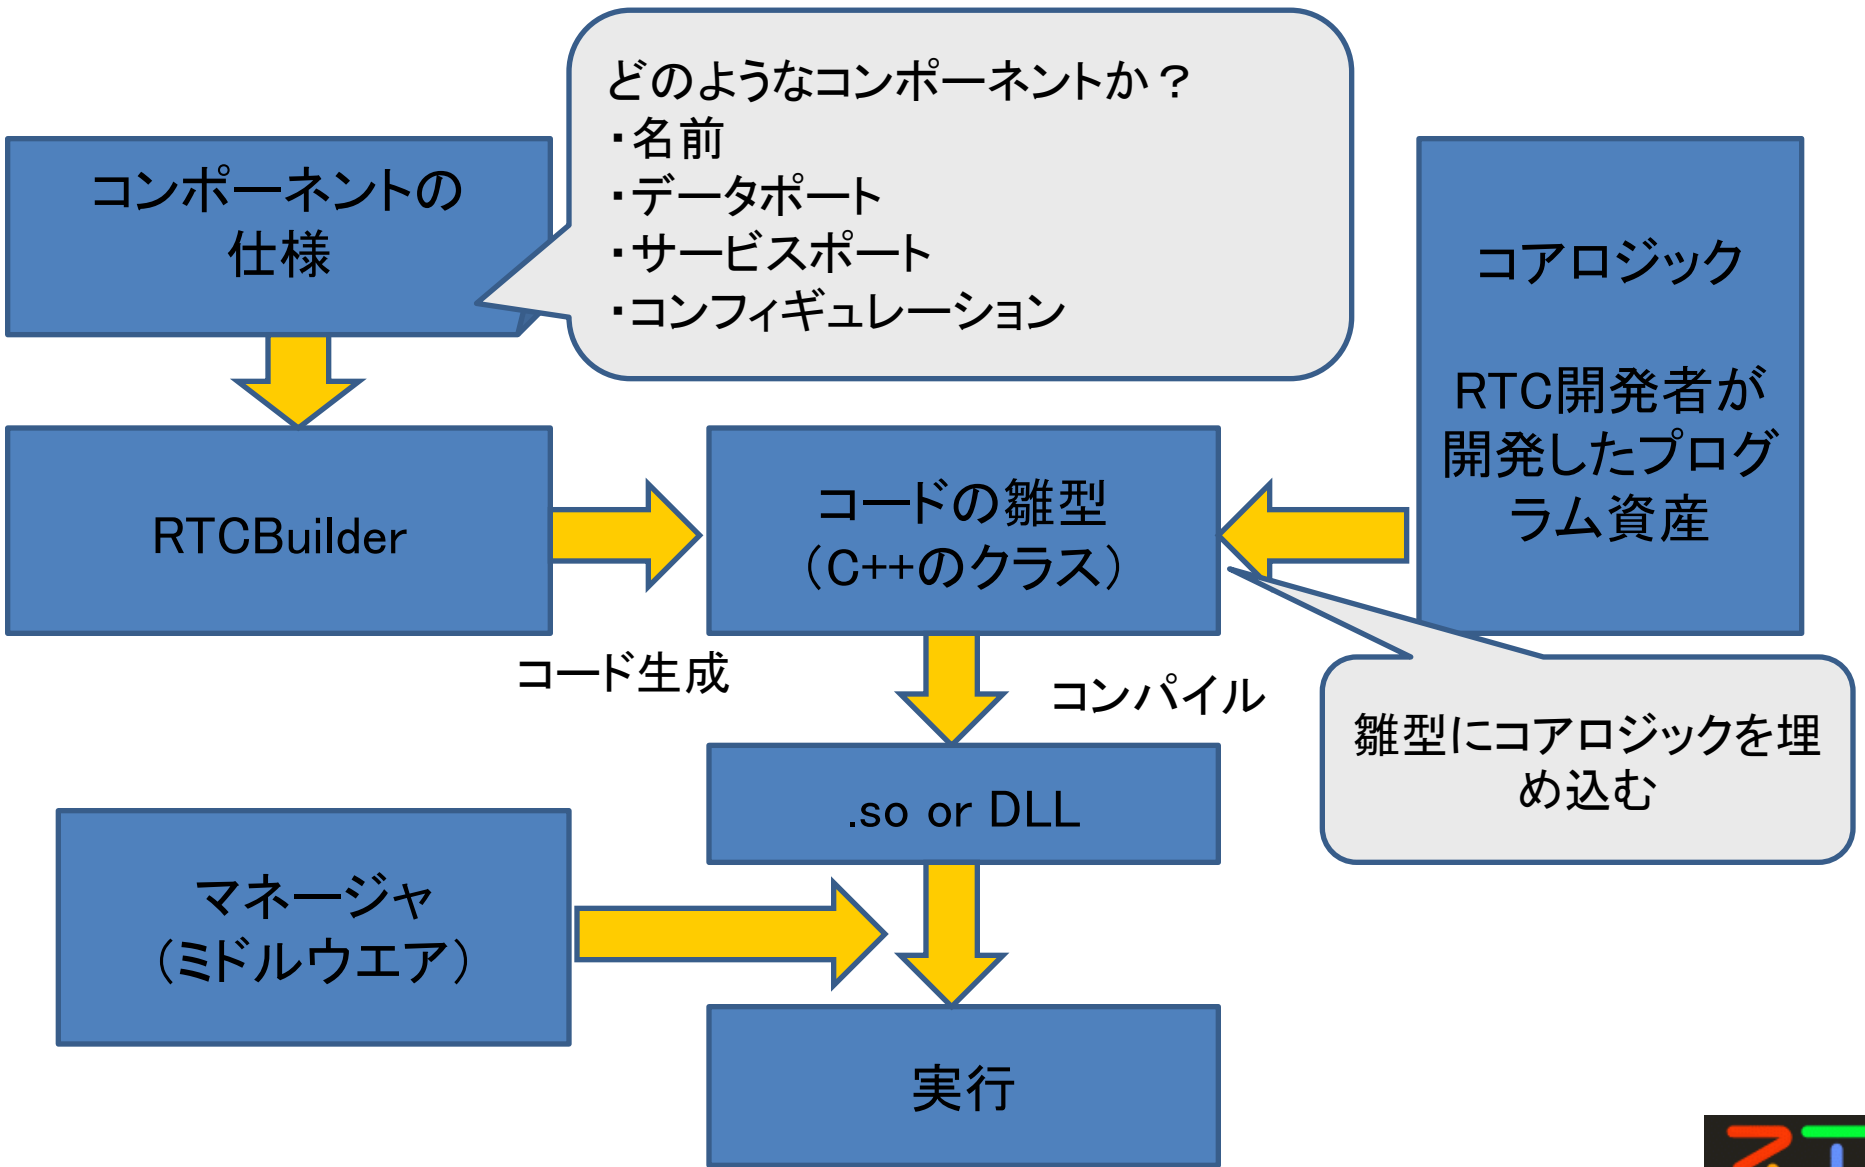 どのようなコンポーネントか？
・名前
・データポート
・サービスポート
・コンフィギュレーション
コンポーネントの
仕様
コアロジック
RTC開発者が
開発したプログ
ラム資産
RTCBuilder
コードの雛型
（C++のクラス）
コード生成
コンパイル
雛型にコアロジックを埋
め込む
.so or DLL
マネージャ
（ミドルウエア）
実行